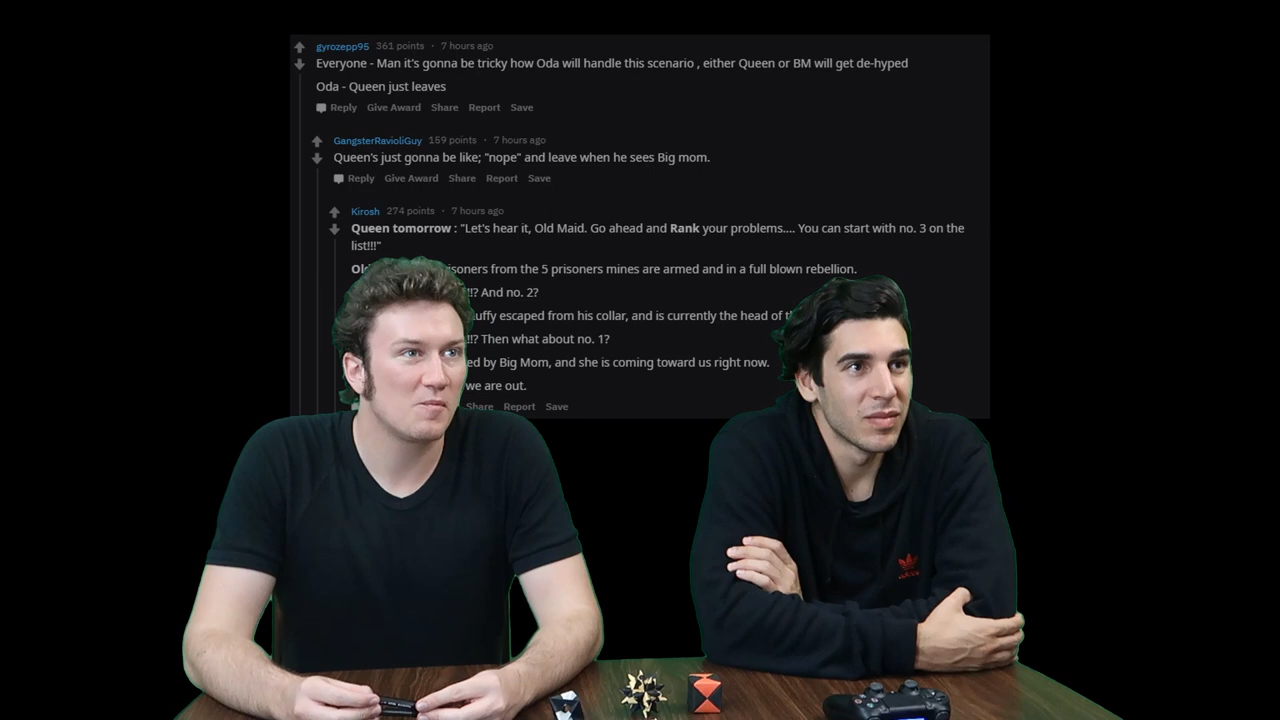 gyrozepp95 361 points · 7 hours ago
Everyone - Man it's gonna be tricky how Oda will handle this scenario , either Queen or BM will get de-hyped
Oda - Queen just leaves
Reply Give Award Share Report Save
GangsterRavioliGuy 159 points · 7 hours ago
Queen's just gonna be like; "nope" and leave when he sees Big mom.
Reply Give Award Share Report Save
Kirosh 274 points · 7 hours ago
Queen tomorrow : "Let's hear it, Old Maid. Go ahead and Rank your problems.... You can start with no. 3 on the
list!!!"
from the 5 prisoners mines are armed and in a full blown rebellion.
!!? And no. 2?
escaped from his collar, and is currently the head of
!!? Then what about no. 1?
by Big Mom, and she is coming toward us right now.
we are out.
Share Report Save
adidas